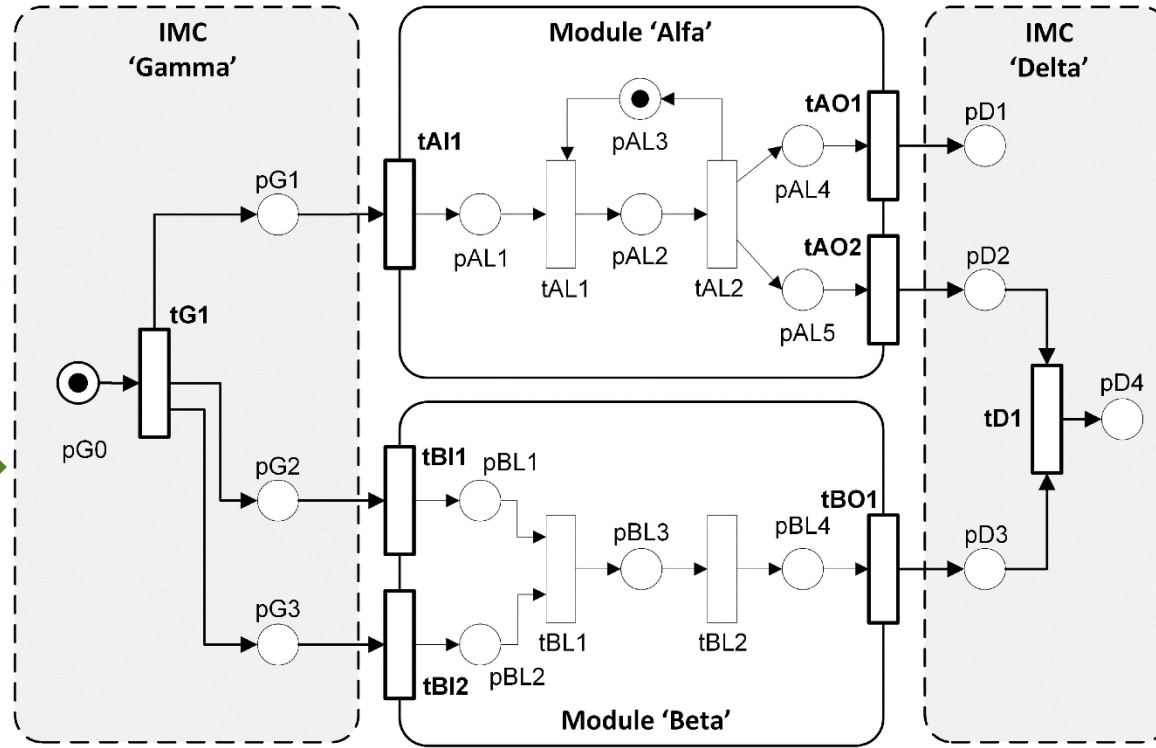 IMC
‘Gamma’
Module ‘Alfa’
IMC
‘Delta’
tAO1
pD1
tAI1
pAL3
pG1
pAL4
pAL1
pAL2
tAO2
pD2
tAL1
tAL2
tG1
pAL5
pD4
tD1
pG0
tBI1
pBL1
pG2
tBO1
pBL3
pBL4
pD3
pG3
tBL1
tBL2
pBL2
tBI2
Module ‘Beta’